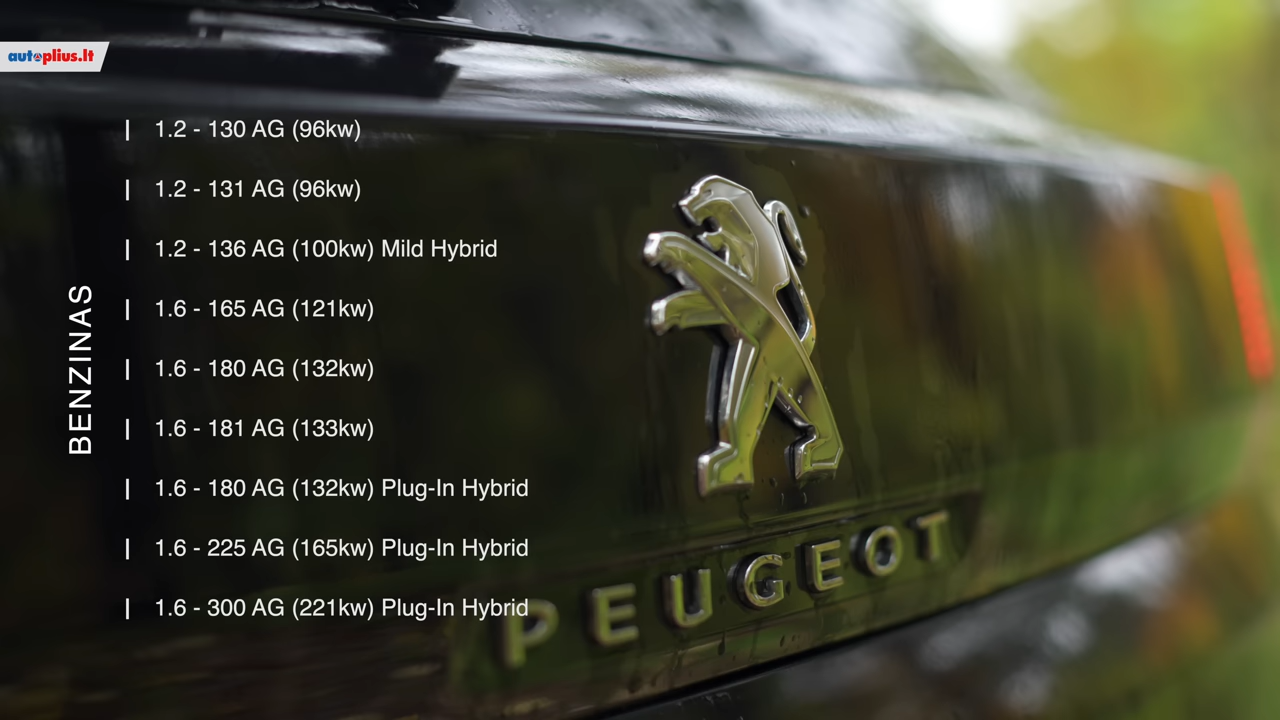 autoplius.lt
BENZINAS
| 1.2 - 130 AG (96kw)
| 1.2 - 131 AG (96kw)
| 1.2 - 136 AG (100kw) Mild Hybrid
| 1.6 - 165 AG (121kw)
| 1.6 - 180 AG (132kw)
| 1.6 - 181 AG (133kw)
| 1.6 - 180 AG (132kw) Plug-In Hybrid
| 1.6 - 225 AG (165kw) Plug-In Hybrid
| 1.6 - 300 AG (221kw) Plug-In Hybrid
PEUGEOT